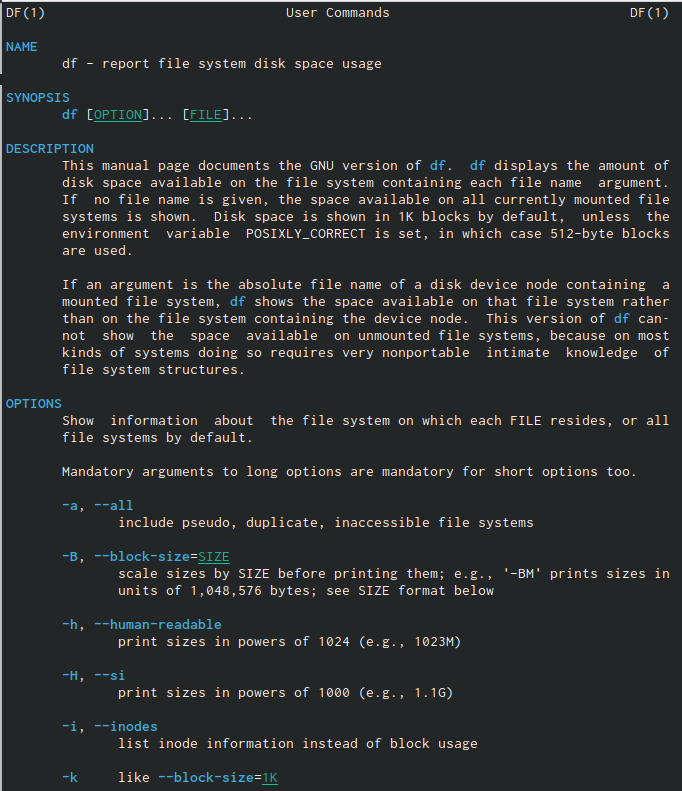 DF(1) User Commands DF(1)
NAME
df - report file system disk space usage
SYNOPSIS
df [OPTION]... [FILE]...
DESCRIPTION
This manual page documents the GNU version of df. df displays the amount of
disk space available on the file system containing each file name argument.
If no file name is given, the space available on all currently mounted file
systems is shown. Disk space is shown in 1K blocks by default, unless the
environment variable POSIXLY_CORRECT is set, in which case 512-byte blocks
are used.
If an argument is the absolute file name of a disk device node containing a
mounted file system, df shows the space available on that file system rather
than on the file system containing the device node. This version of df can-
not show the space available on unmounted file systems, because on most
kinds of systems doing so requires very nonportable intimate knowledge of
file system structures.
OPTIONS
Show information about the file system on which each FILE resides, or all
file systems by default.
Mandatory arguments to long options are mandatory for short options too.
-a, --all
include pseudo, duplicate, inaccessible file systems
-B, --block-size=SIZE
scale sizes by SIZE before printing them; e.g., '-BM' prints sizes in
units of 1,048,576 bytes; see SIZE format below
-h, --human-readable
print sizes in powers of 1024 (e.g., 1023M)
-H, --si
print sizes in powers of 1000 (e.g., 1.1G)
-i, --inodes
list inode information instead of block usage
-k like --block-size=1K